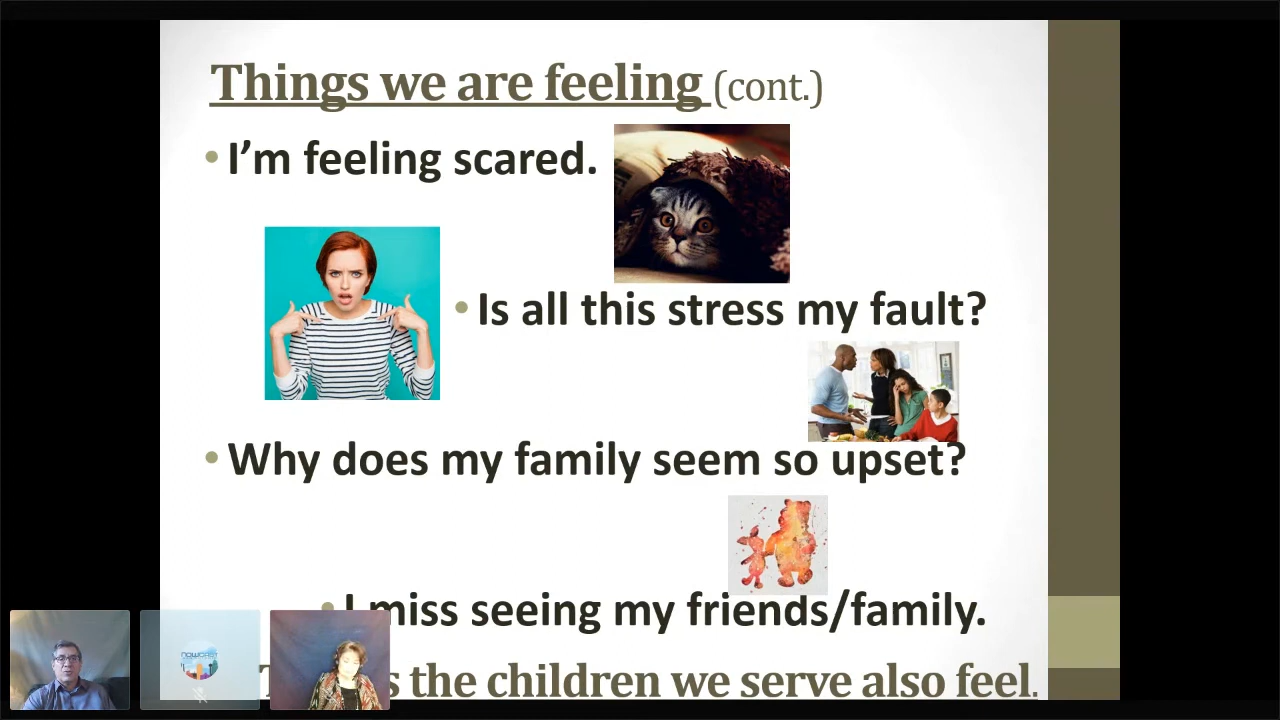 Things we are feeling (cont.)
• I’m feeling scared.
• Is all this stress my fault?
• Why does my family seem so upset?
• I miss seeing my friends/family.
the children we serve also feel.
NOWCAST